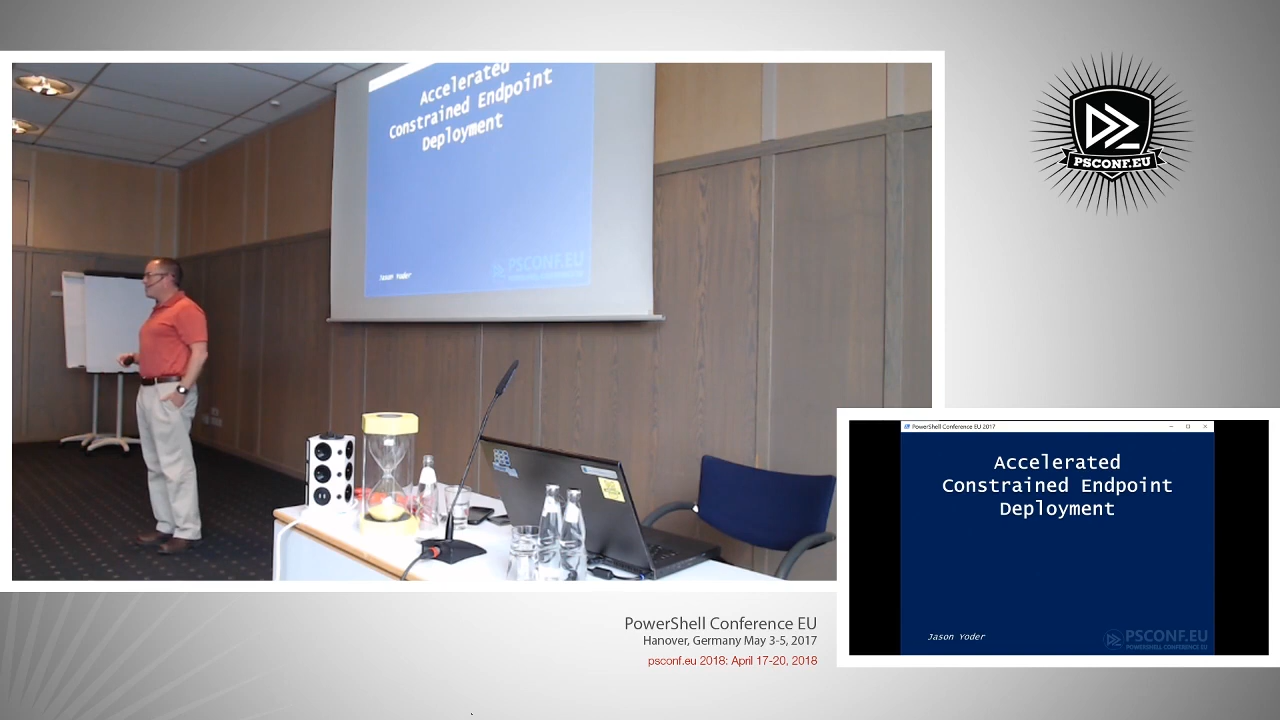 Accelerated
Constrained Endpoint
Deployment
Jason Yoder
PSCONF.EU
PSCONF.EU
PowerShell Conference EU 2017
Accelerated
Constrained Endpoint
Deployment
Jason Yoder
PSCONF.EU
POWERSHELL CONFERENCE EU
PowerShell Conference EU
Hanover, Germany May 3-5, 2017
psconf.eu 2018: April 17-20, 2018